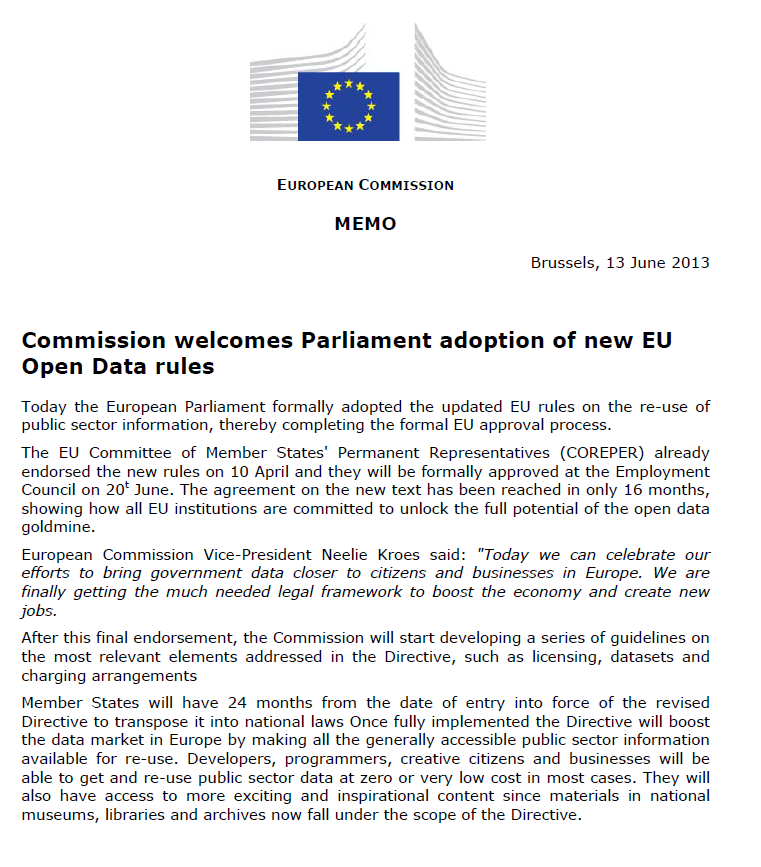 EUROPEAN COMMISSION
MEMO
Brussels, 13 June 2013
Commission welcomes Parliament adoption of new EU
Open Data rules
Today the European Parliament formally adopted the updated EU rules on the re-use of
public sector information, thereby completing the formal EU approval process.
The EU Committee of Member States' Permanent Representatives (COREPER) already
endorsed the new rules on 10 April and they will be formally approved at the Employment
Council on 20t June. The agreement on the new text has been reached in only 16 months,
showing how all EU institutions are committed to unlock the full potential of the open data
goldmine.
European Commission Vice-President Neelie Kroes said: "Today we can celebrate our
efforts to bring government data closer to citizens and businesses in Europe. We are
finally getting the much needed legal framework to boost the economy and create new
jobs.
After this final endorsement, the Commission will start developing a series of guidelines on
the most relevant elements addressed in the Directive, such as licensing, datasets and
charging arrangements
Member States will have 24 months from the date of entry into force of the revised
Directive to transpose it into national laws Once fully implemented the Directive will boost
the data market in Europe by making all the generally accessible public sector information
available for re-use. Developers, programmers, creative citizens and businesses will be
able to get and re-use public sector data at zero or very low cost in most cases. They will
also have access to more exciting and inspirational content since materials in national
museums, libraries and archives now fall under the scope of the Directive.